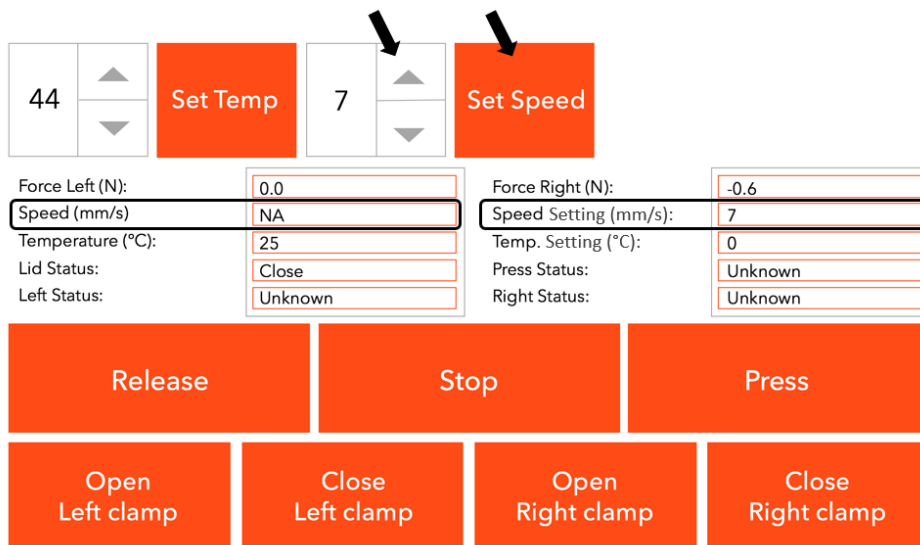 44
Set Temp
7
Set Speed
Force Left (N): 0.0
Speed (mm/s) NA
Temperature (°C): 25
Lid Status: Close
Left Status: Unknown
Force Right (N): -0.6
Speed Setting (mm/s): 7
Temp. Setting (°C): 0
Press Status: Unknown
Right Status: Unknown
Release
Stop
Press
Open
Left clamp
Close
Left clamp
Open
Right clamp
Close
Right clamp